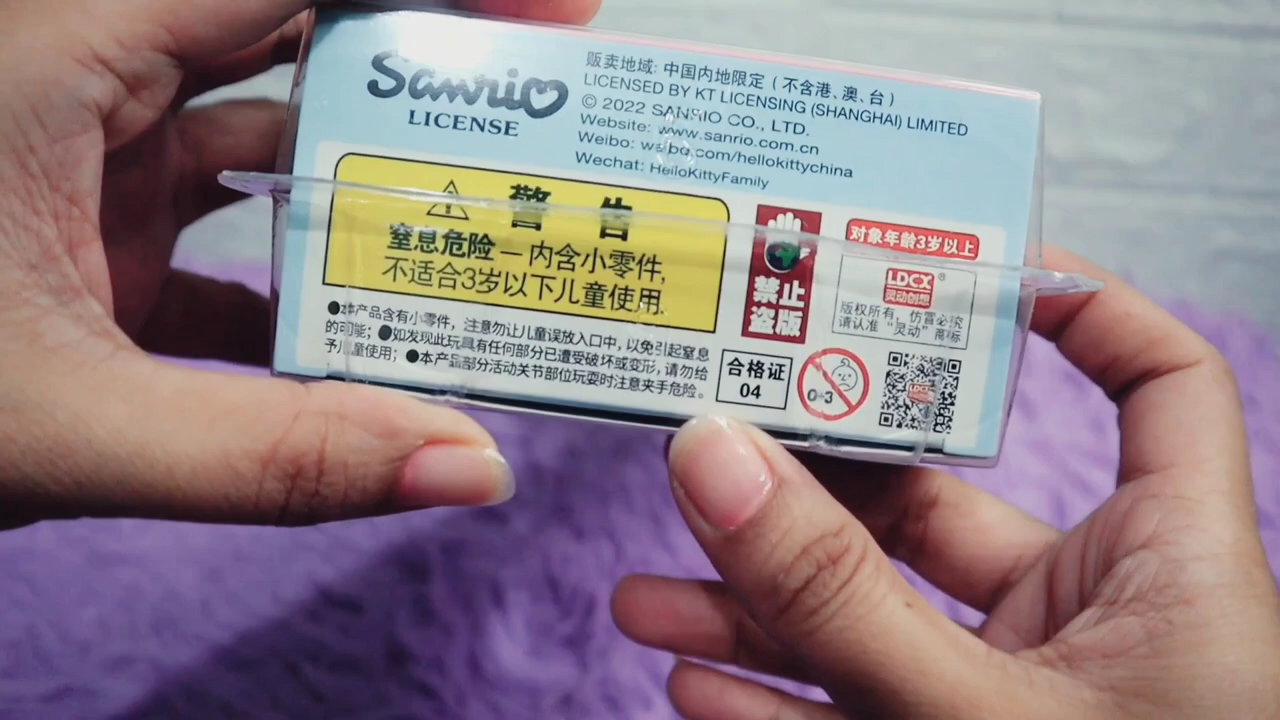 Sanrio
LICENSE
贩卖地域: 中国内地限定 ( 不含港、澳、台 )
LICENSED BY KT LICENSING (SHANGHAI) LIMITED
© 2022 SANRIO CO., LTD.
Website: www.sanrio.com.cn
Weibo: weibo.com/hellokittychina
Wechat: HelloKittyFamily
警 告
窒息危险 — 内含小零件,
不适合3岁以下儿童使用.
●本产品含有小零件，注意勿让儿童误放入口中, 以免引起窒息
的可能；●如发现此玩具有任何部分已遭受破坏或变形, 请勿给
予儿童使用；●本产品部分活动关节部位玩耍时注意夹手危险。
禁止
盗版
对象年龄3岁以上
LDCX ®
灵动创想
版权所有，仿冒必究
请认准“灵动”商标
合格证
04
0-3
LDCX